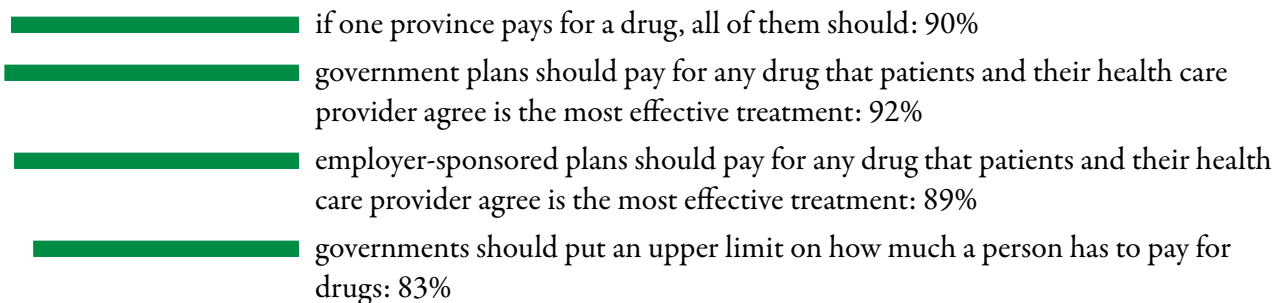 if one province pays for a drug, all of them should: 90%
government plans should pay for any drug that patients and their health care
provider agree is the most effective treatment: 92%
employer-sponsored plans should pay for any drug that patients and their health
care provider agree is the most effective treatment: 89%
governments should put an upper limit on how much a person has to pay for
drugs: 83%